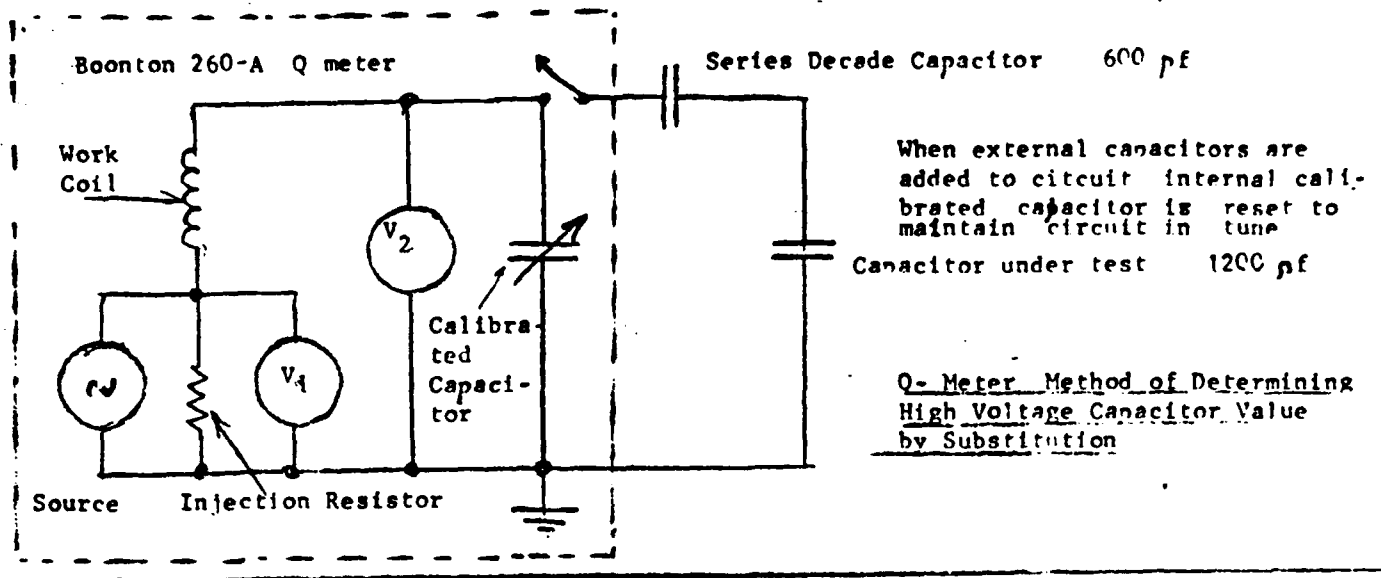 Boonton 260-A Q meter
Series Decade Capacitor 600 pf
Work
Coil
When external capacitors are
added to citcuit internal cali-
brated capacitor is reset to
maintain circuit in tune
V2
Capacitor under test 1200 pf
Calibra-
ted
Capaci-
tor
V1
Q- Meter Method of Determining
High Voltage Capacitor Value
by Substitution
Source Injection Resistor